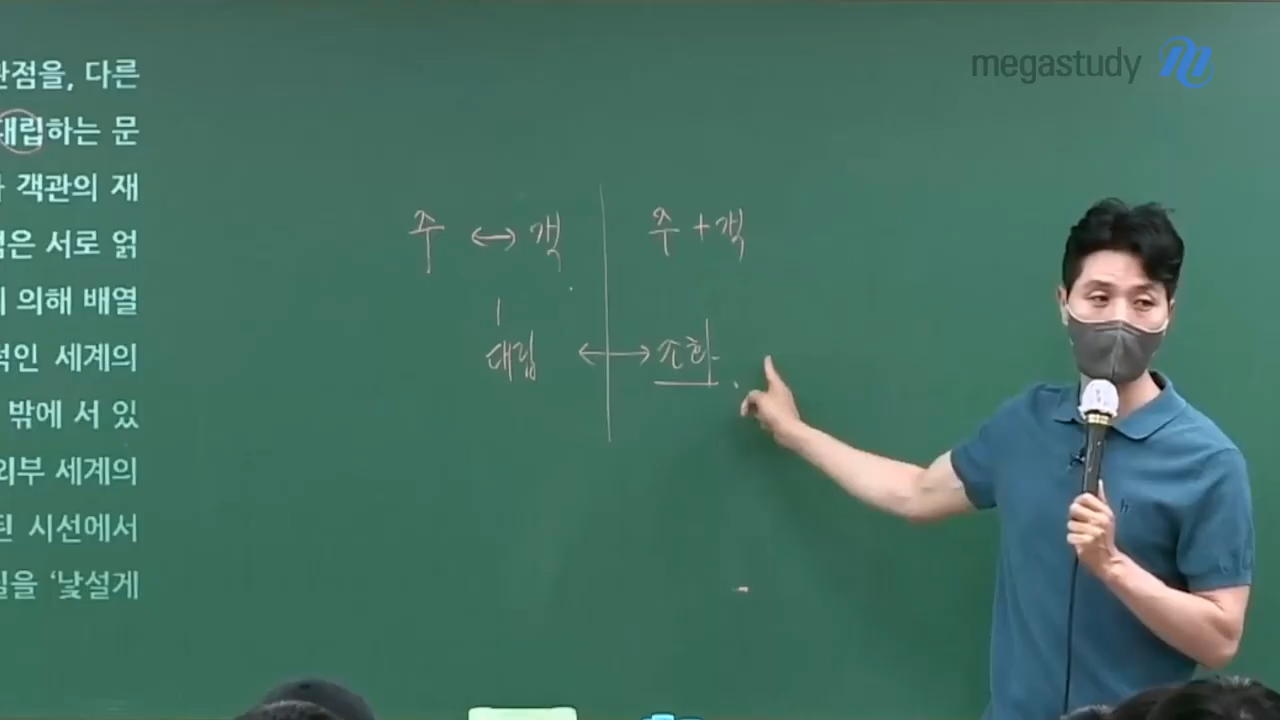 megastudy
관점을, 다른
대립하는 문
객관의 재
점은 서로 얽
의해 배열
적인 세계의
밖에 서 있
외부 세계의
된 시선에서
일을 ‘낯설게
주 ↔ 객
주 + 객
대립 ↔ 조화